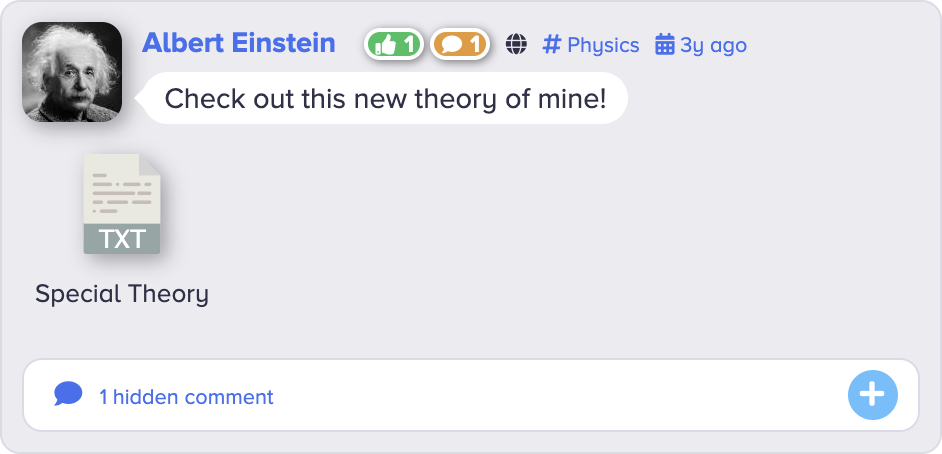 Albert Einstein 1 1 # Physics 3y ago
Check out this new theory of mine!
TXT
Special Theory
1 hidden comment